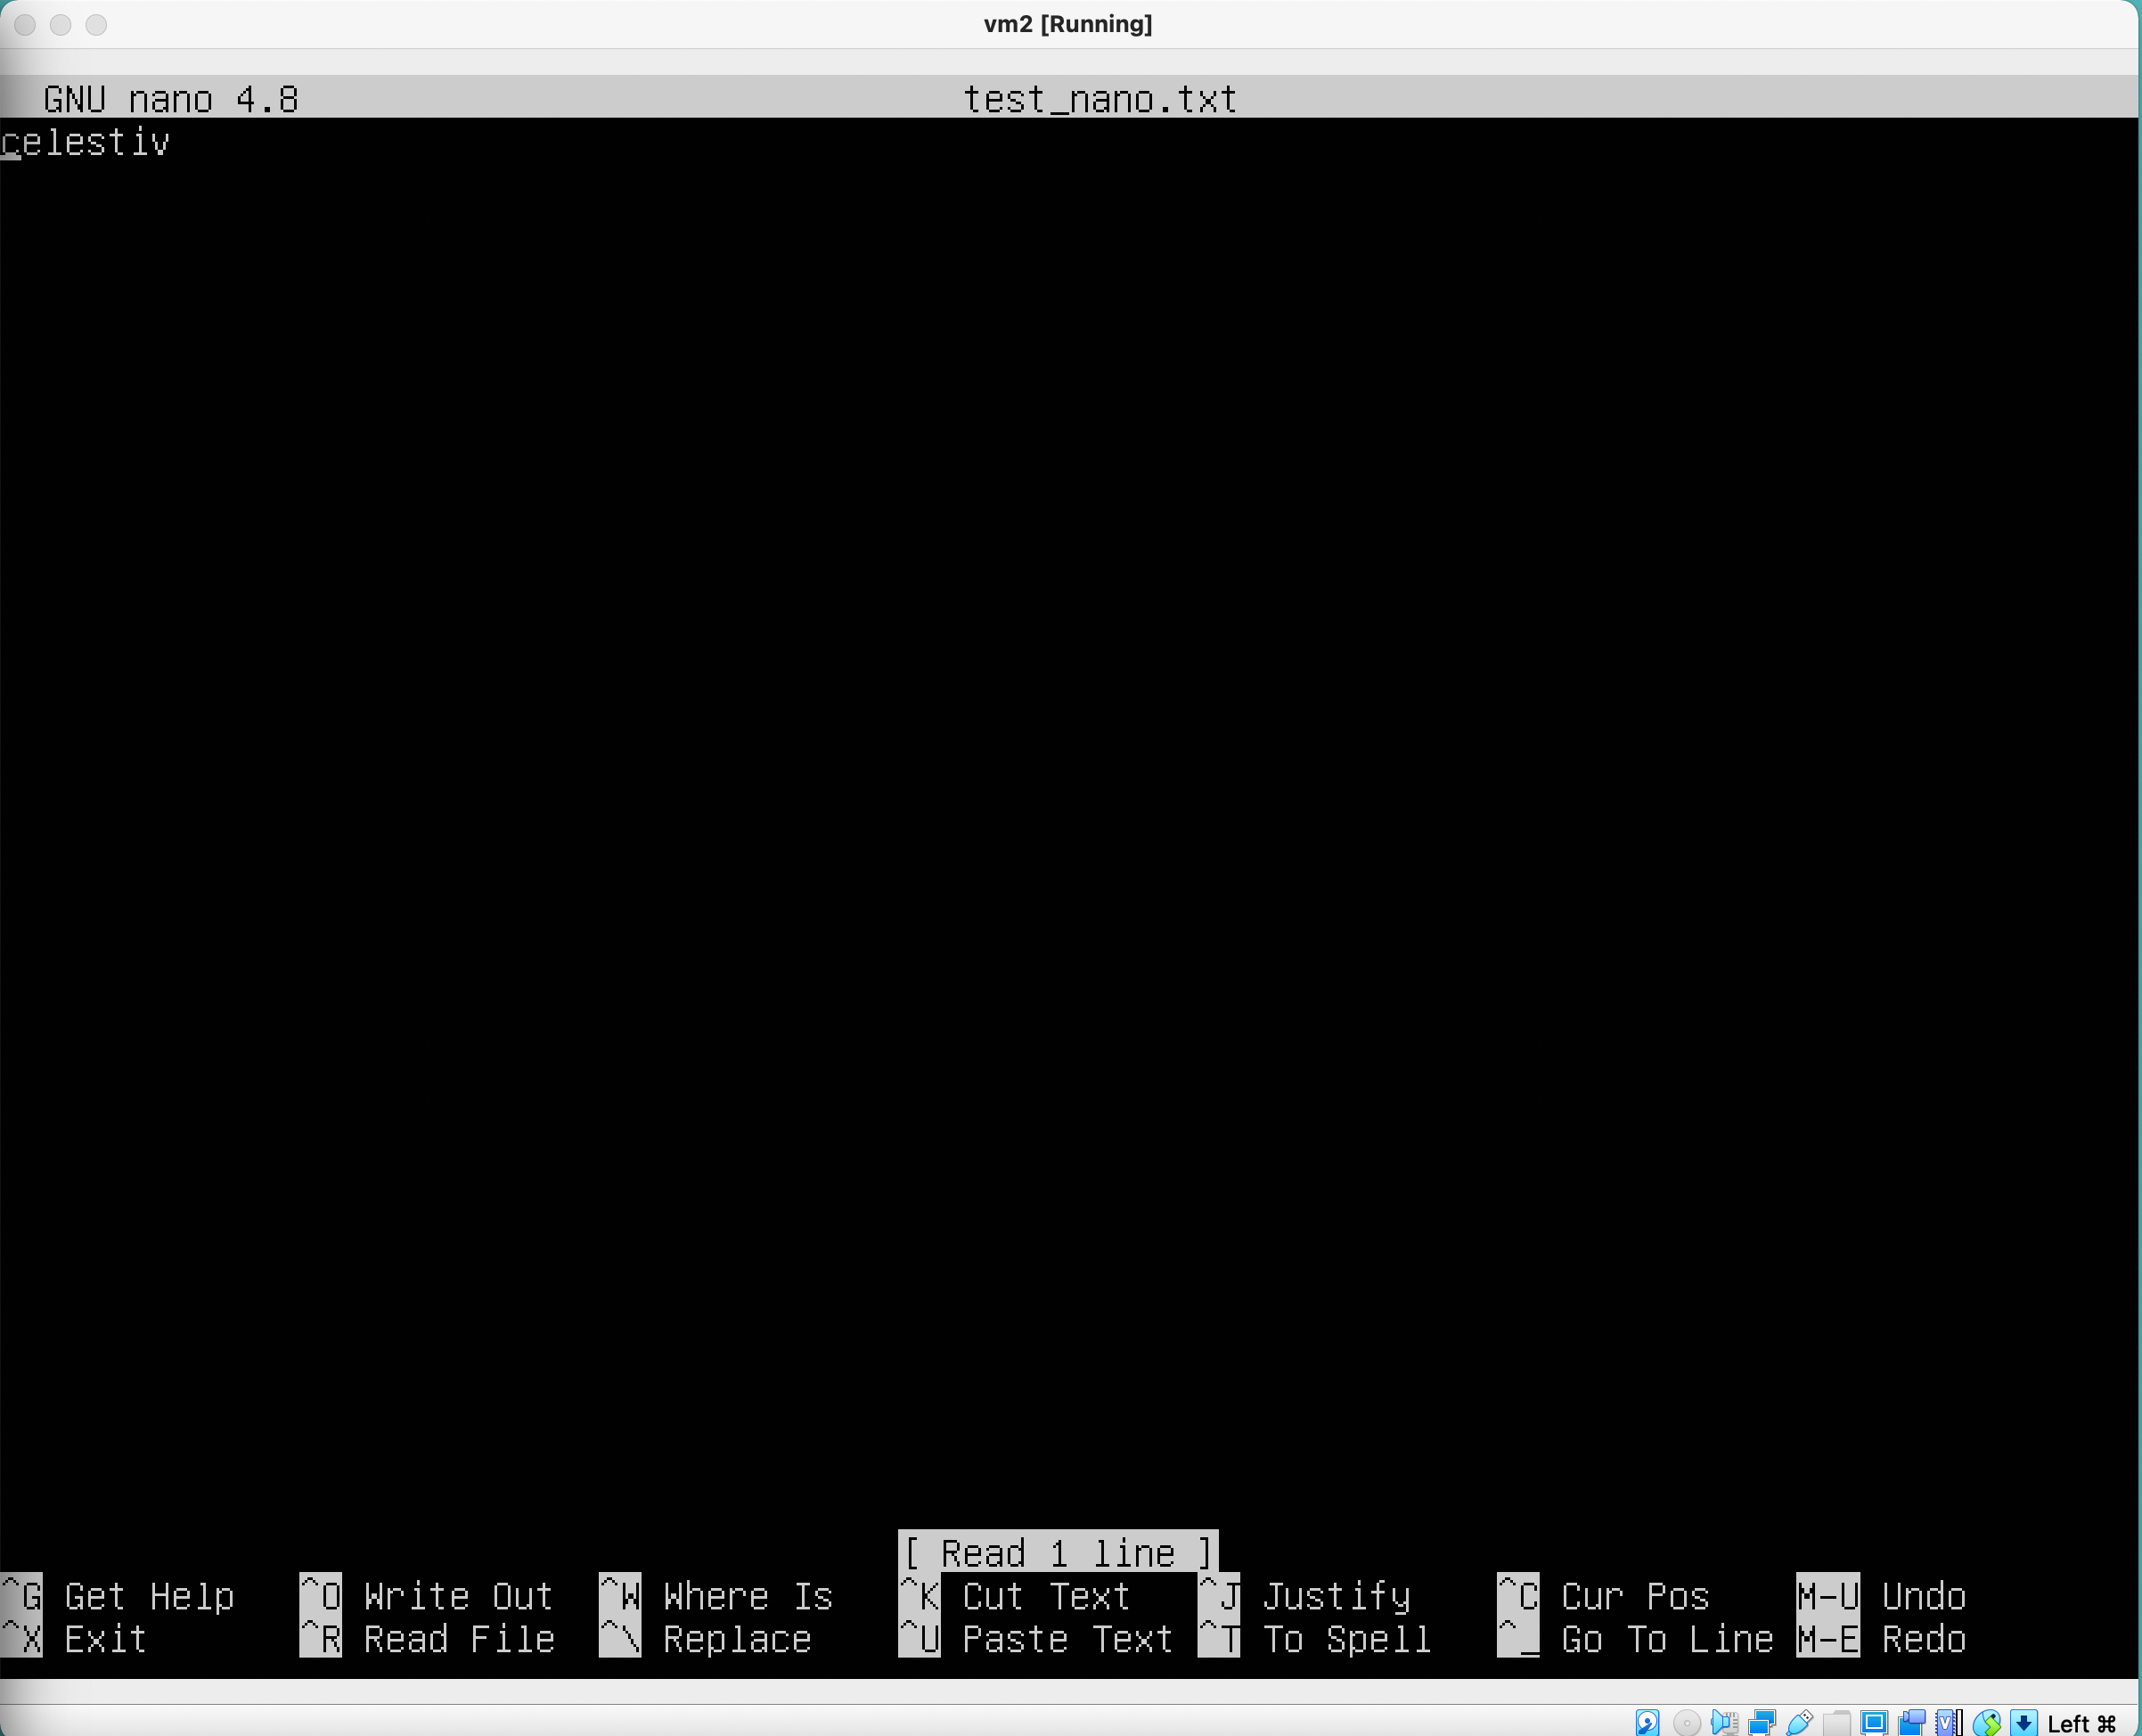 vm2 [Running]
GNU nano 4.8 test_nano.txt
celestiv
[ Read 1 line ]
^G Get Help ^O Write Out ^W Where Is ^K Cut Text ^J Justify ^C Cur Pos M-U Undo
^X Exit ^R Read File ^\ Replace ^U Paste Text ^T To Spell ^_ Go To Line M-E Redo
Left ⌘